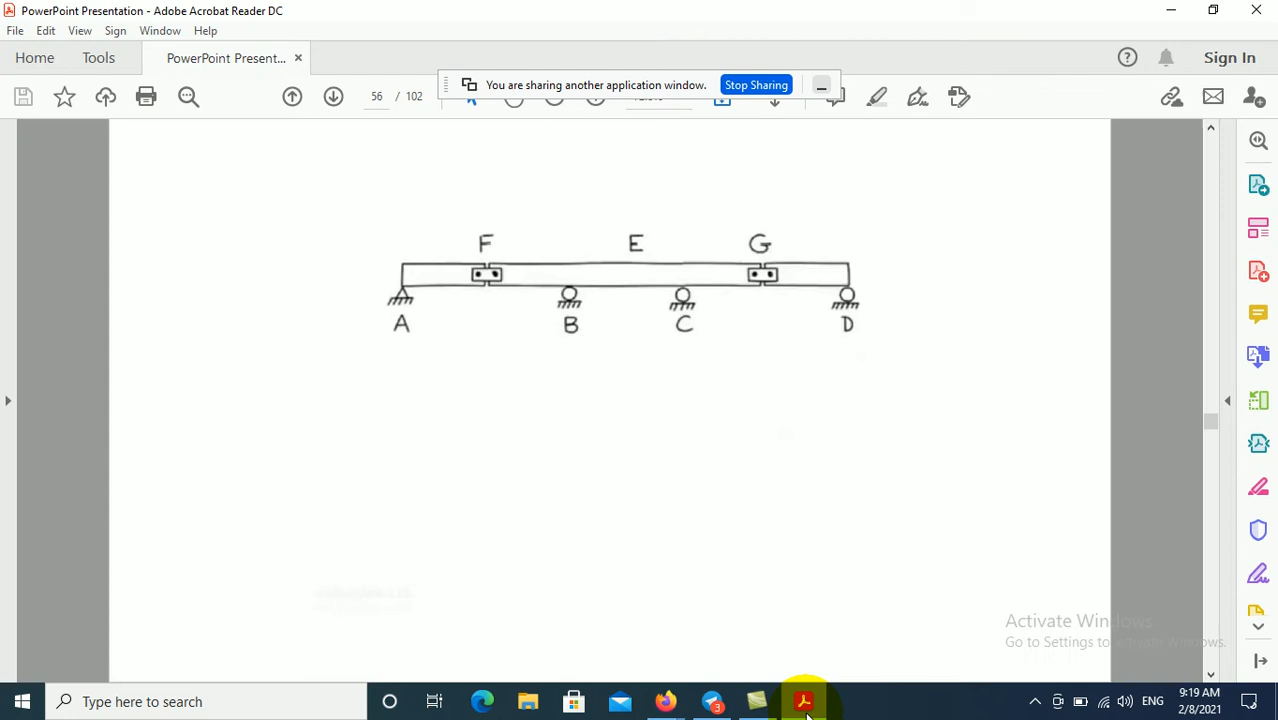 PowerPoint Presentation - Adobe Acrobat Reader DC
File Edit View Sign Window Help
Home Tools PowerPoint Present... Sign In
You are sharing another application window. Stop Sharing
56 / 102
F E G
A B C D
Activate Windows
Go to Settings to activate Windows.
Type here to search
3
ENG
9:19 AM
2/8/2021